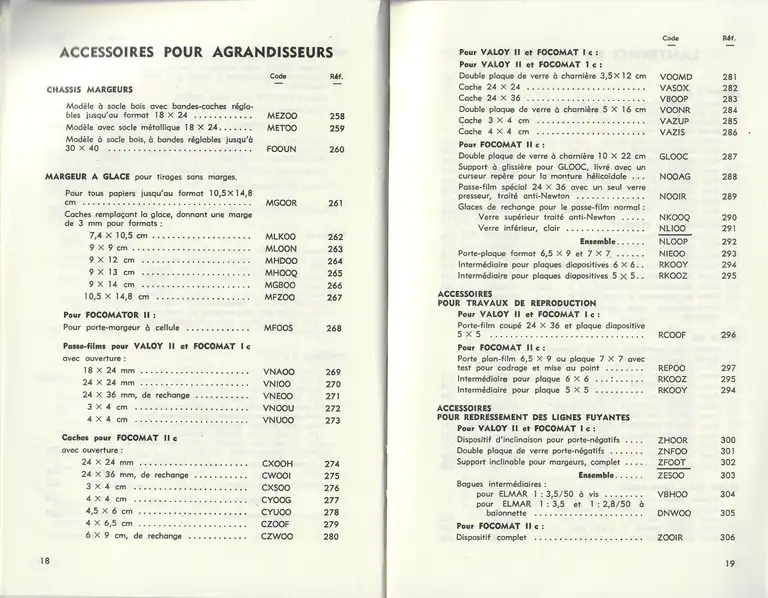 ACCESSOIRES POUR AGRANDISSEURS
Code Réf.
CHASSIS MARGEURS
Modèle à socle bois avec bandes-caches régla-
bles jusqu'au format 18 X 24 ............ MEZOO 258
Modèle avec socle métallique 18 X 24....... METOO 259
Modèle à socle bois, à bandes réglables jusqu'à
30 X 40 ............................ FOOUN 260
MARGEUR A GLACE pour tirages sans marges.
Pour tous papiers jusqu'au format 10,5X14,8
cm ................................. MGOOR 261
Caches remplaçant la glace, donnant une marge
de 3 mm pour formats :
7,4 X 10,5 cm ................... MLKOO 262
9 X 9 cm ....................... MLOON 263
9 X 12 cm ..................... MHDOO 264
9 X 13 cm ..................... MHOOQ 265
9 X 14 cm ..................... MGBOO 266
10,5 X 14,8 cm ................... MFZOO 267
Pour FOCOMATOR II :
Pour porte-margeur à cellule ............. MFOOS 268
Passe-films pour VALOY II et FOCOMAT I c
avec ouverture :
18 X 24 mm ...................... VNAOO 269
24 X 24 mm ...................... VNIOO 270
24 X 36 mm, de rechange ........... VNEOO 271
3 X 4 cm ....................... VNOOU 272
4 X 4 cm ....................... VNUOO 273
Caches pour FOCOMAT II c
avec ouverture :
24 X 24 mm ...................... CXOOH 274
24 X 36 mm, de rechange ........... CWOOI 275
3 X 4 cm ....................... CXSOO 276
4 X 4 cm ....................... CYOOG 277
4,5 X 6 cm ....................... CYUOO 278
4 X 6,5 cm ...................... CZOOF 279
6 X 9 cm, de rechange ............ CZWOO 280
18
Code Réf.
Pour VALOY II et FOCOMAT I c :
Pour VALOY II et FOCOMAT 1 c :
Double plaque de verre à charnière 3,5X12 cm VOOMD 281
Cache 24 X 24 ........................ VASOX 282
Cache 24 X 36 ........................ VBOOP 283
Double plaque de verre à charnière 5 X 16 cm VOONR 284
Cache 3 X 4 cm ...................... VAZUP 285
Cache 4 X 4 cm ...................... VAZIS 286
Pour FOCOMAT II c :
Double plaque de verre à charnière 10 X 22 cm GLOOC 287
Support à glissière pour GLOOC, livré avec un
curseur repère pour la monture hélicoïdale ... NOOAG 288
Passe-film spécial 24 X 36 avec un seul verre
presseur, traité anti-Newton .............. NOOIR 289
Glaces de rechange pour le passe-film normal :
Verre supérieur traité anti-Newton ..... NKOOQ 290
Verre inférieur, clair ................ NLIOO 291
Ensemble...... NLOOP 292
Porte-plaque format 6,5 X 9 et 7 X 7. ...... NIEOO 293
Intermédiaire pour plaques diapositives 6 X 6.. RKOOY 294
Intermédiaire pour plaques diapositives 5 X 5.. RKOOZ 295
ACCESSOIRES
POUR TRAVAUX DE REPRODUCTION
Pour VALOY II et FOCOMAT I c :
Porte-film coupé 24 X 36 et plaque diapositive
5 X 5 ............................... RCOOF 296
Pour FOCOMAT II c :
Porte plan-film 6,5 X 9 ou plaque 7 X 7 avec
test pour cadrage et mise au point ........ REPOO 297
Intermédiaire pour plaque 6 X 6 .......... RKOOZ 295
Intermédiaire pour plaque 5 X 5 .......... RKOOY 294
ACCESSOIRES
POUR REDRESSEMENT DES LIGNES FUYANTES
Pour VALOY II et FOCOMAT I c :
Dispositif d'inclinaison pour porte-négatifs .... ZHOOR 300
Double plaque de verre porte-négatifs ....... ZNFOO 301
Support inclinable pour margeurs, complet .... ZFOOT 302
Ensemble...... ZESOO 303
Bagues intermédiaires :
pour ELMAR 1 : 3,5/50 à vis ........ VBHOO 304
pour ELMAR 1 : 3,5 et 1 : 2,8/50 à
baïonnette ...................... DNWOO 305
Pour FOCOMAT II c :
Dispositif complet ...................... ZOOIR 306
19